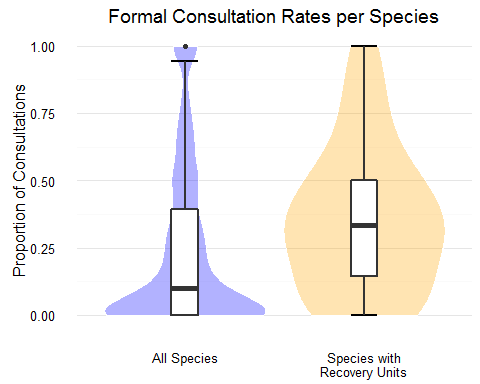 Formal Consultation Rates per Species
Proportion of Consultations
1.00
0.75
0.50
0.25
0.00
All Species
Species with
Recovery Units